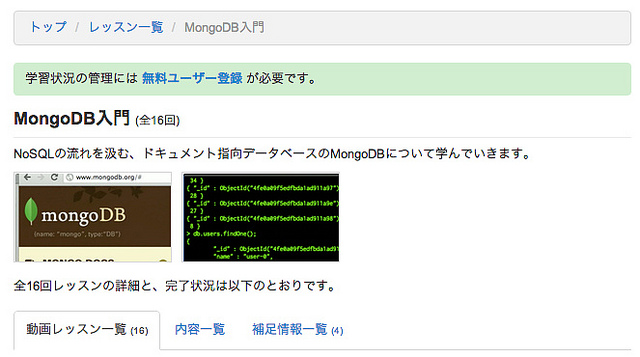 トップ / レッスン一覧 / MongoDB入門
学習状況の管理には 無料ユーザー登録 が必要です。
MongoDB入門 (全16回)
NoSQLの流れを汲む、ドキュメント指向データベースのMongoDBについて学んでいきます。
www.mongodb.org/#
mongoDB
{name: "mongo", type:"DB"}
34 }
{ "_id" : ObjectId("4fe0a09f5edfbda1ad911a97")
21 }
{ "_id" : ObjectId("4fe0a09f5edfbda1ad911a9e")
27 }
{ "_id" : ObjectId("4fe0a09f5edfbda1ad911a98")
8 }
> db.users.findOne();
{
"_id" : ObjectId("4fe0a09f5edfbda1ad91
"name" : "user-0",
全16回レッスンの詳細と、完了状況は以下のとおりです。
動画レッスン一覧 (16) 内容一覧 補足情報一覧 (4)